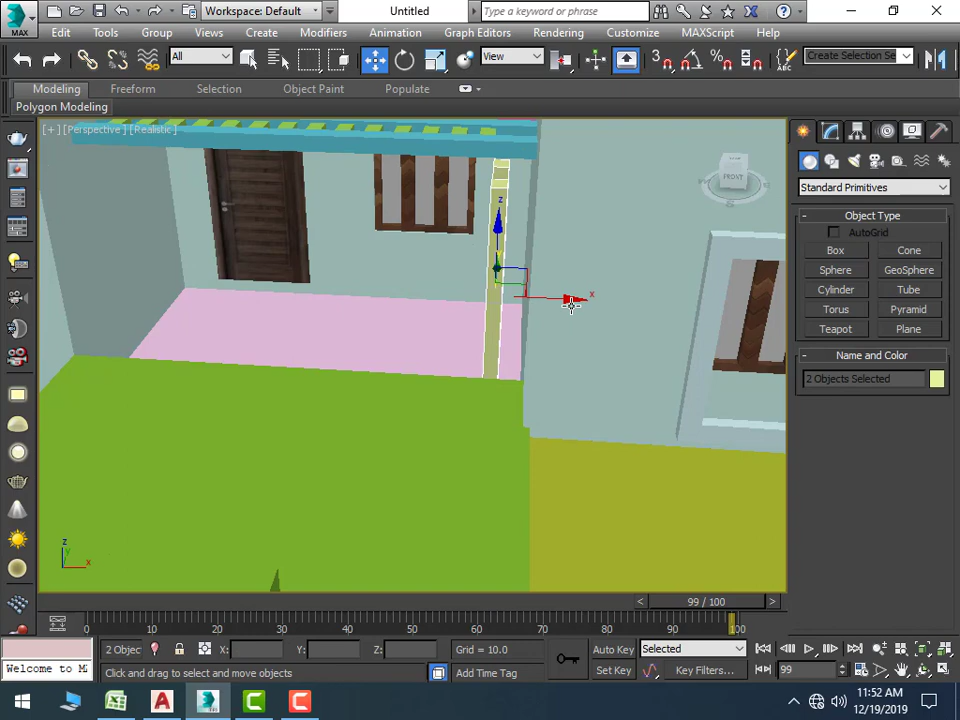 MAX
Workspace: Default
Untitled
Type a keyword or phrase
Edit Tools Group Views Create Modifiers Animation Graph Editors Rendering Customize MAXScript Help
All
View
3
Create Selection Se
Modeling Freeform Selection Object Paint Populate
Polygon Modeling
[+] [Perspective] [Realistic]
FRONT
z
x
z
y
x
Standard Primitives
- Object Type
AutoGrid
Box Cone
Sphere GeoSphere
Cylinder Tube
Torus Pyramid
Teapot Plane
- Name and Color
2 Objects Selected
< 99 / 100 >
0 10 20 30 40 50 60 70 80 90 100
2 Objec X: Y: Z: Grid = 10.0 Auto Key Selected
Welcome to M Click and drag to select and move objects Add Time Tag Set Key Key Filters... 99
11:52 AM
12/19/2019